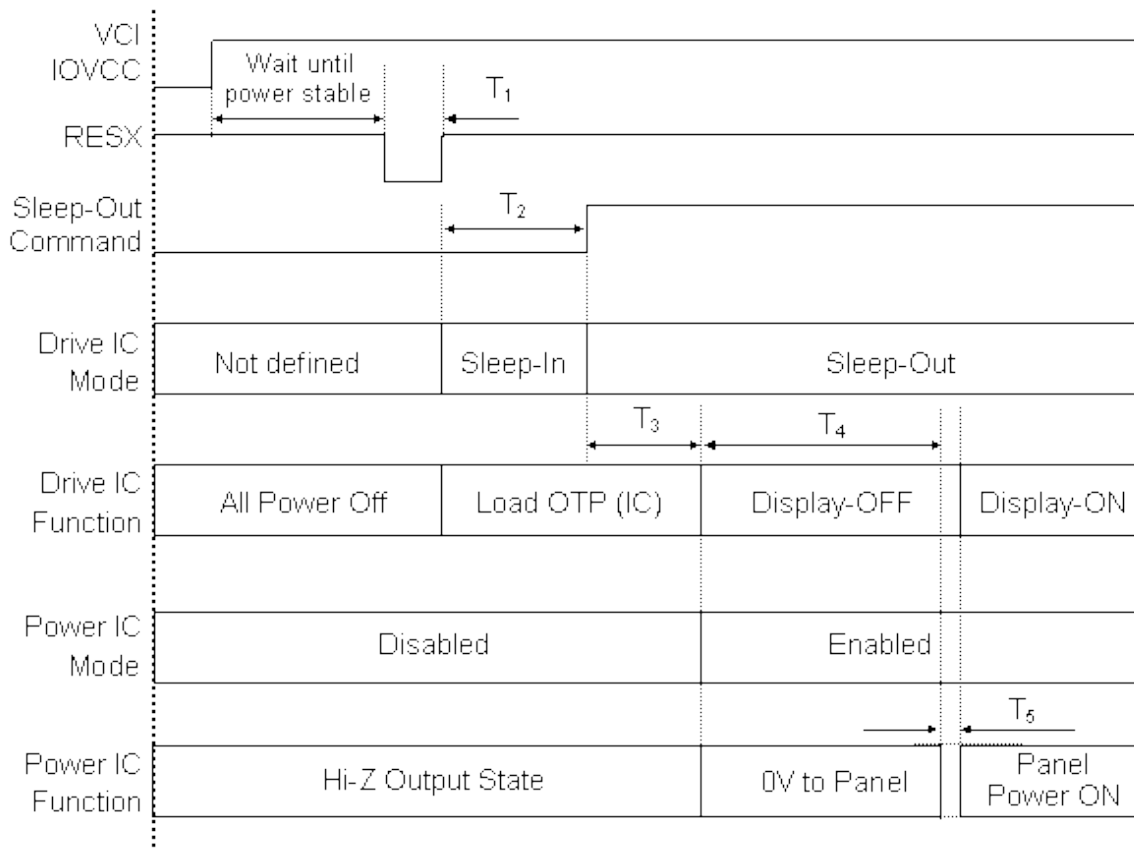 VCI
IOVCC
Wait until
power stable
T₁
RESX
Sleep-Out
Command
T₂
Drive IC
Mode
Not defined
Sleep-In
Sleep-Out
T₃
T₄
Drive IC
Function
All Power Off
Load OTP (IC)
Display-OFF
Display-ON
Power IC
Mode
Disabled
Enabled
T₅
Power IC
Function
Hi-Z Output State
0V to Panel
Panel
Power ON